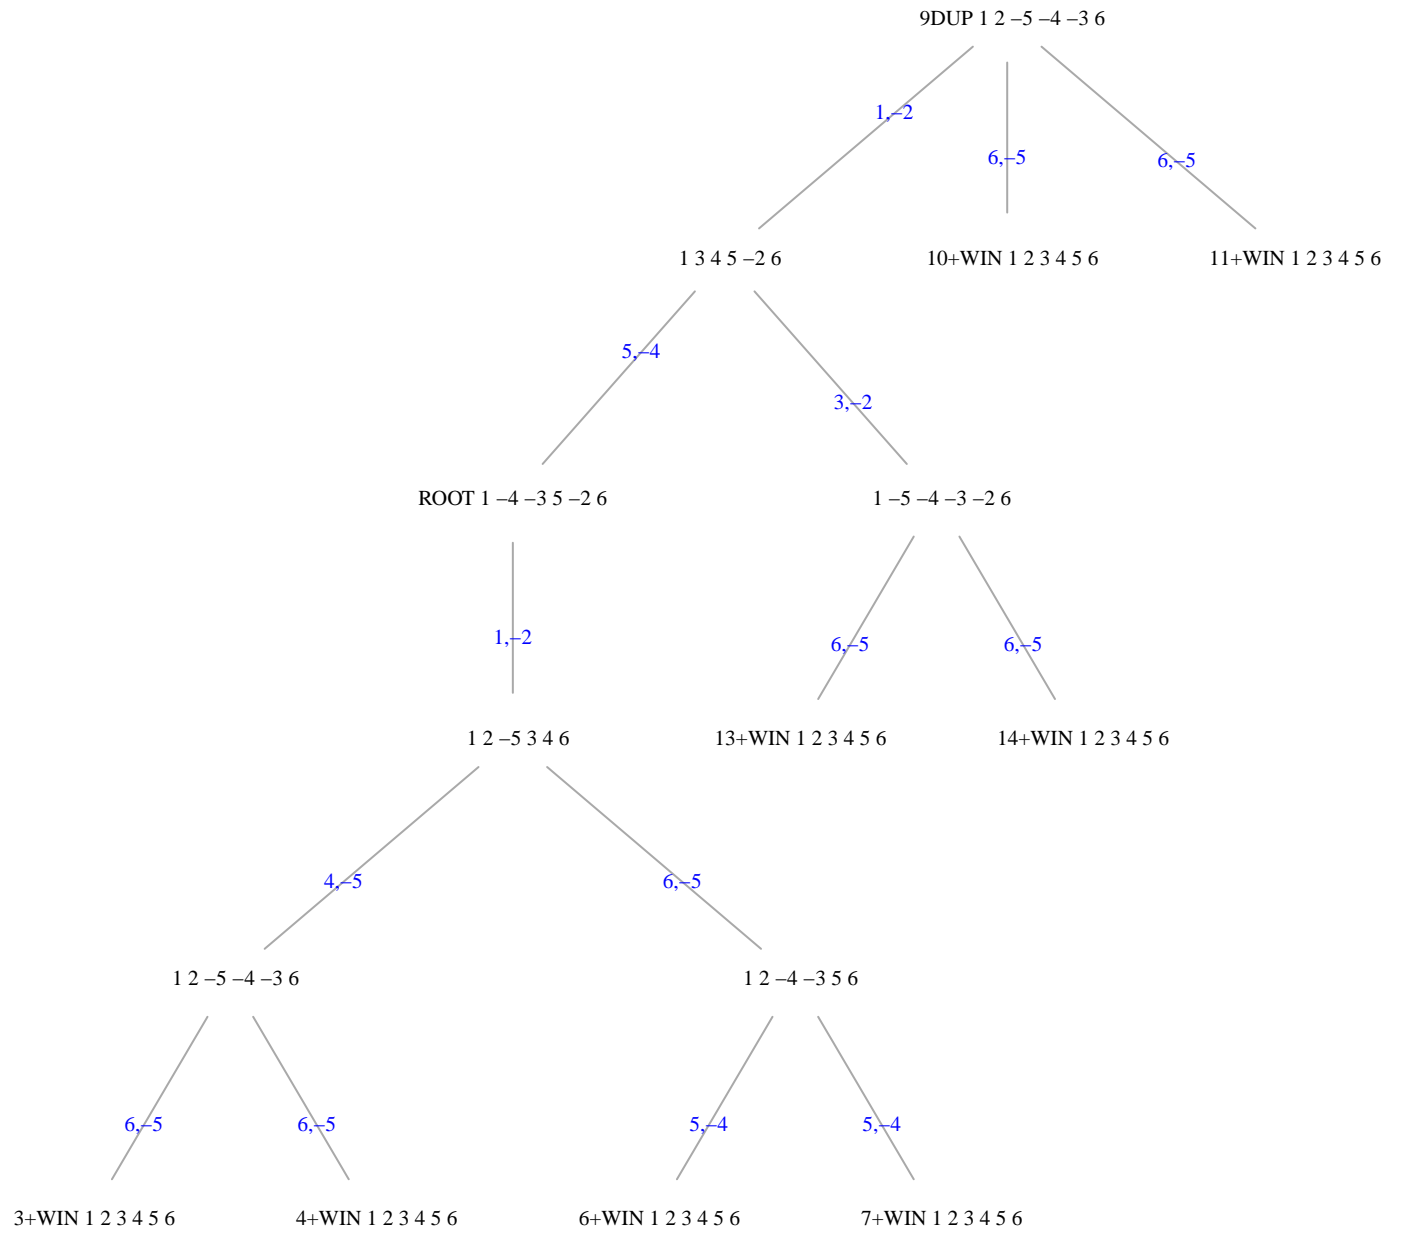 9DUP 1 2 –5 –4 –3 6
1,–2
6,–5
6,–5
1 3 4 5 –2 6
10+WIN 1 2 3 4 5 6
11+WIN 1 2 3 4 5 6
5,–4
3,–2
ROOT 1 –4 –3 5 –2 6
1 –5 –4 –3 –2 6
1,–2
6,–5
6,–5
1 2 –5 3 4 6
13+WIN 1 2 3 4 5 6
14+WIN 1 2 3 4 5 6
4,–5
6,–5
1 2 –5 –4 –3 6
1 2 –4 –3 5 6
6,–5
6,–5
5,–4
5,–4
3+WIN 1 2 3 4 5 6
4+WIN 1 2 3 4 5 6
6+WIN 1 2 3 4 5 6
7+WIN 1 2 3 4 5 6